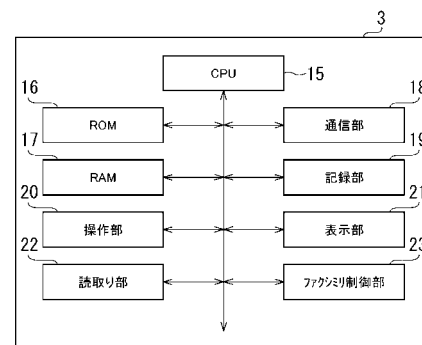 3
CPU
15
16
18
ROM
通信部
17
19
RAM
記録部
20
21
操作部
表示部
22
23
読取り部
ファクシミリ制御部